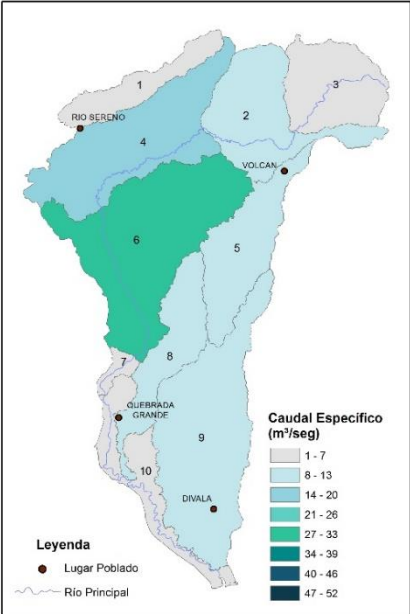 1
2
3
RIO SERENO
4
VOLCAN
6
5
7
8
QUEBRADA
GRANDE
9
10
DIVALA
Caudal Específico
(m³/seg)
1 - 7
8 - 13
14 - 20
21 - 26
27 - 33
34 - 39
40 - 46
47 - 52
Leyenda
Lugar Poblado
Río Principal